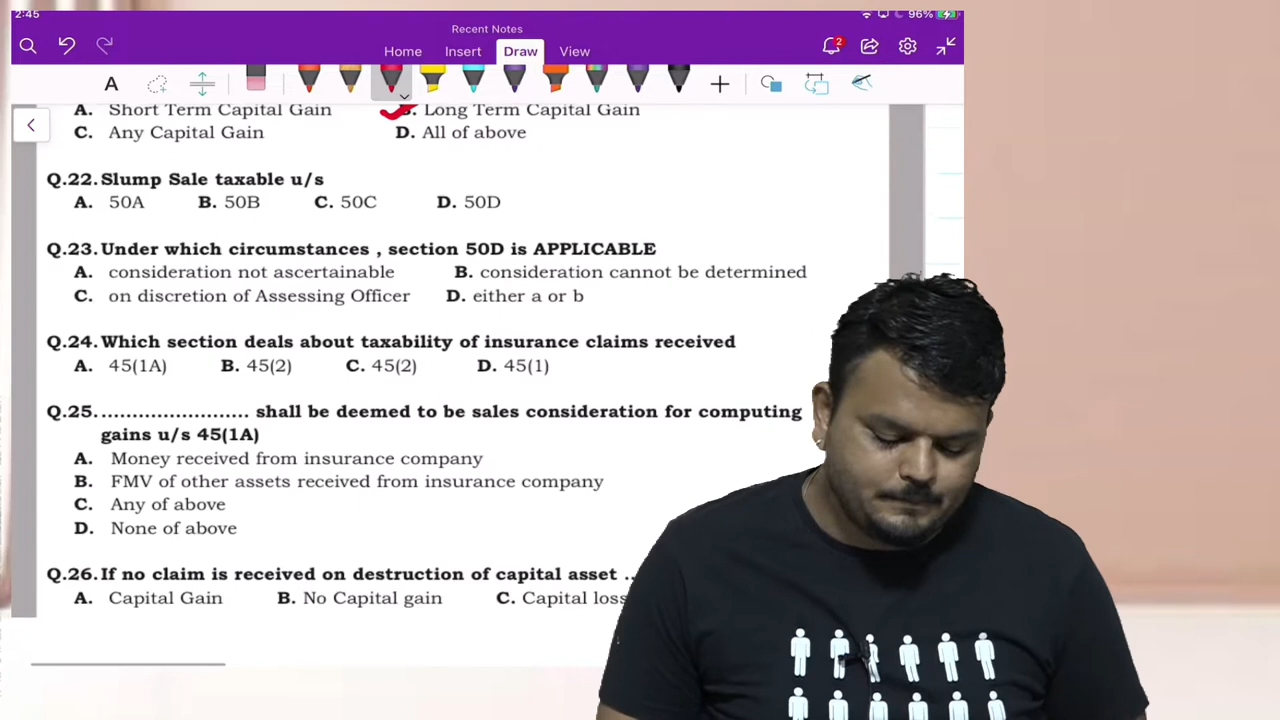 2:45
96%
Recent Notes
2
Home Insert Draw View
A
A. Short Term Capital Gain B. Long Term Capital Gain
C. Any Capital Gain D. All of above
Q.22. Slump Sale taxable u/s
A. 50A B. 50B C. 50C D. 50D
Q.23. Under which circumstances , section 50D is APPLICABLE
A. consideration not ascertainable B. consideration cannot be determined
C. on discretion of Assessing Officer D. either a or b
Q.24. Which section deals about taxability of insurance claims received
A. 45(1A) B. 45(2) C. 45(2) D. 45(1)
Q.25. ........................ shall be deemed to be sales consideration for computing
gains u/s 45(1A)
A. Money received from insurance company
B. FMV of other assets received from insurance company
C. Any of above
D. None of above
Q.26. If no claim is received on destruction of capital asset ..
A. Capital Gain B. No Capital gain C. Capital loss